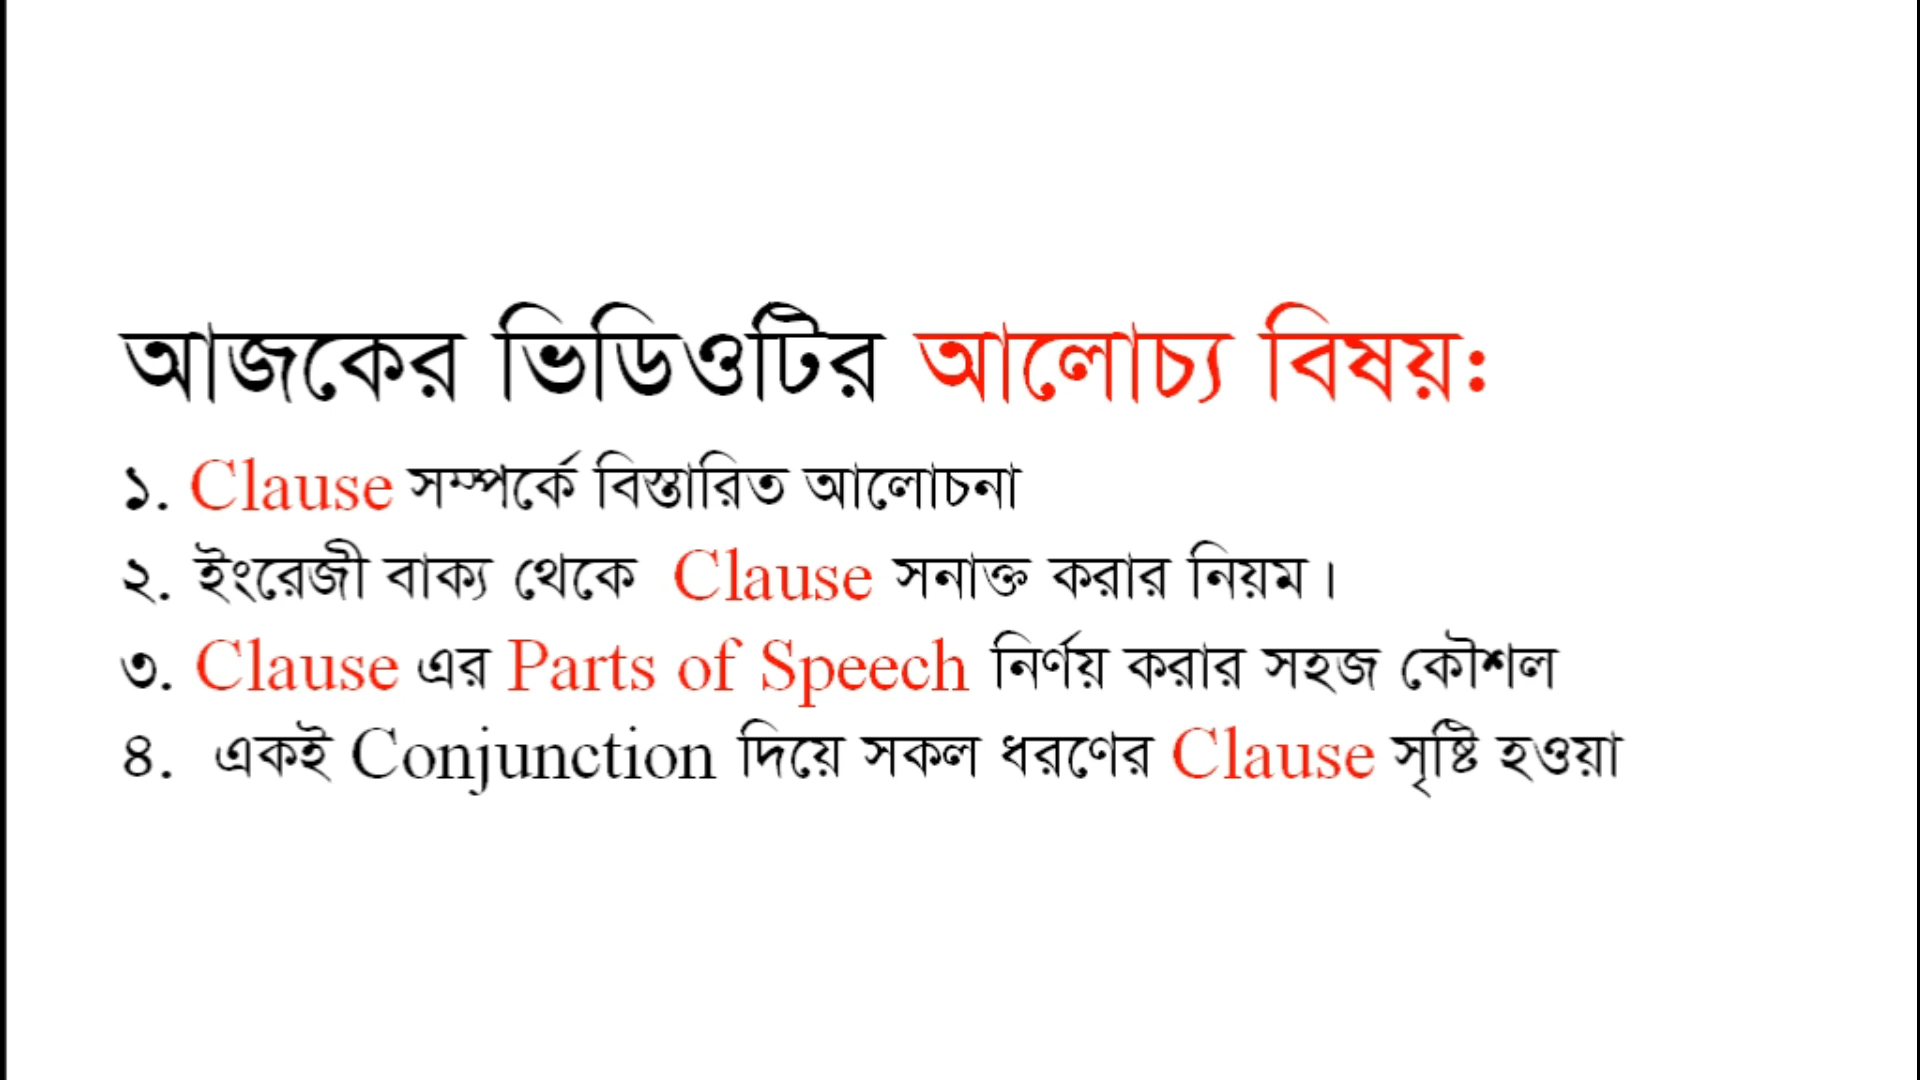 আজকের ভিডিওটির আলোচ্য বিষয়:
১. Clause সম্পর্কে বিস্তারিত আলোচনা
২. ইংরেজী বাক্য থেকে Clause সনাক্ত করার নিয়ম।
৩. Clause এর Parts of Speech নির্ণয় করার সহজ কৌশল
৪. একই Conjunction দিয়ে সকল ধরণের Clause সৃষ্টি হওয়া